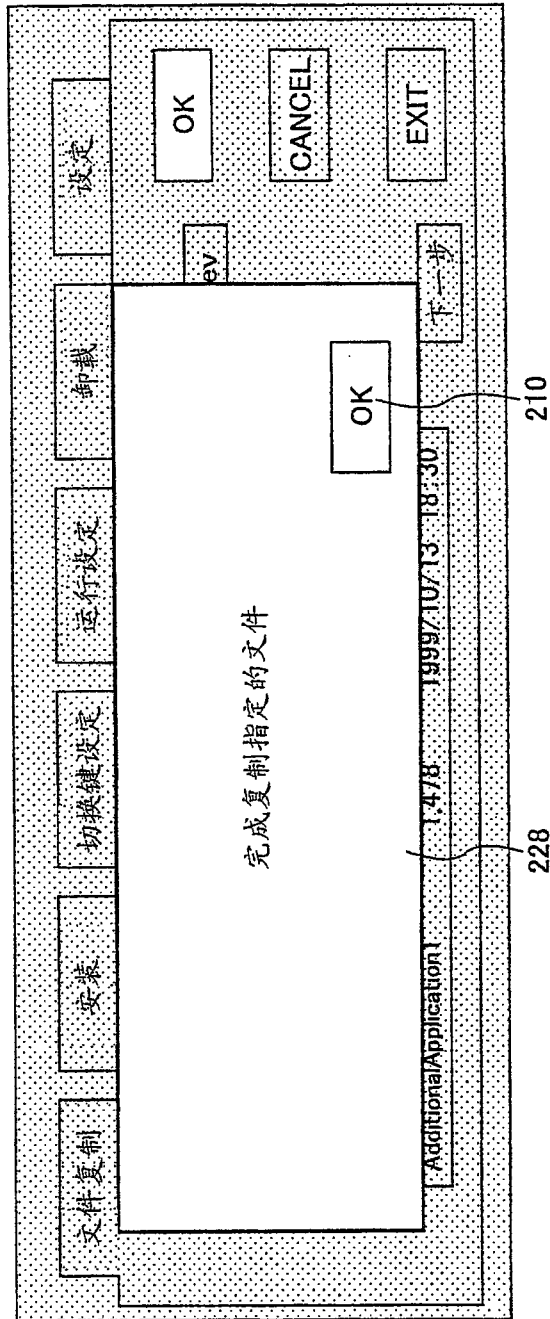 文件复制
安装
切换键设定
运行设定
卸载
设定
OK
ev
CANCEL
EXIT
完成复制指定的文件
OK
AdditionalApplication1
1.478
1999/10/13 18:30
下一步
228
210